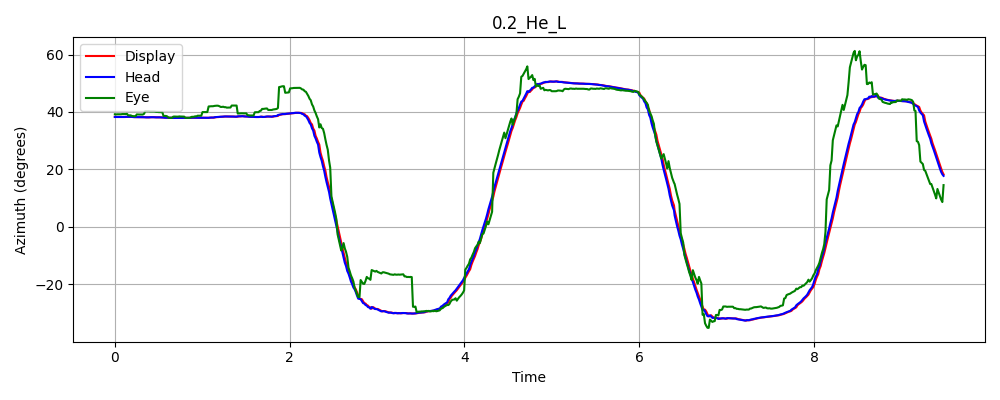 0.2_He_L
Display
Head
Eye
Azimuth (degrees)
60
40
20
0
−20
0 2 4 6 8
Time